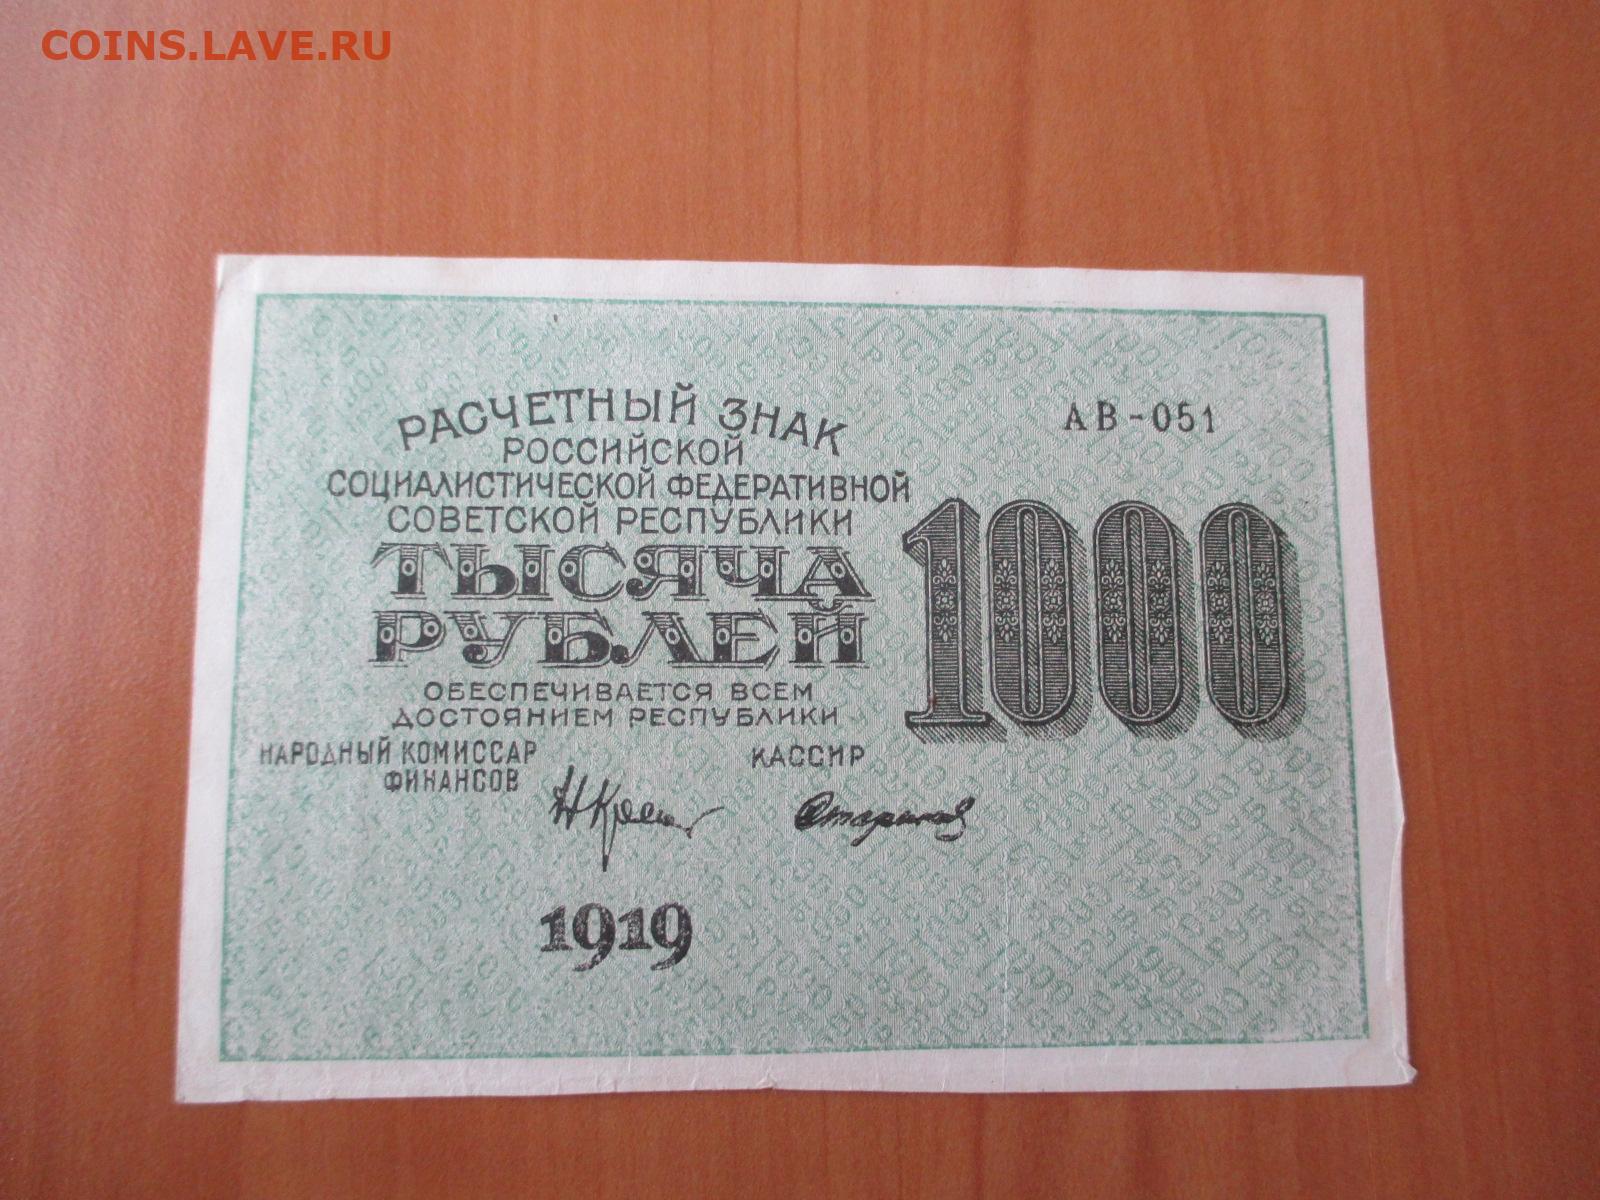 COINS.LAVE.RU
РАСЧЕТНЫЙ ЗНАК
РОССИЙСКОЙ
СОЦИАЛИСТИЧЕСКОЙ ФЕДЕРАТИВНОЙ
СОВЕТСКОЙ РЕСПУБЛИКИ
ТЫСЯЧА
РУБЛЕЙ
ОБЕСПЕЧИВАЕТСЯ ВСЕМ
ДОСТОЯНИЕМ РЕСПУБЛИКИ
АВ-051
1000
НАРОДНЫЙ КОМИССАР
ФИНАНСОВ
КАССИР
1919